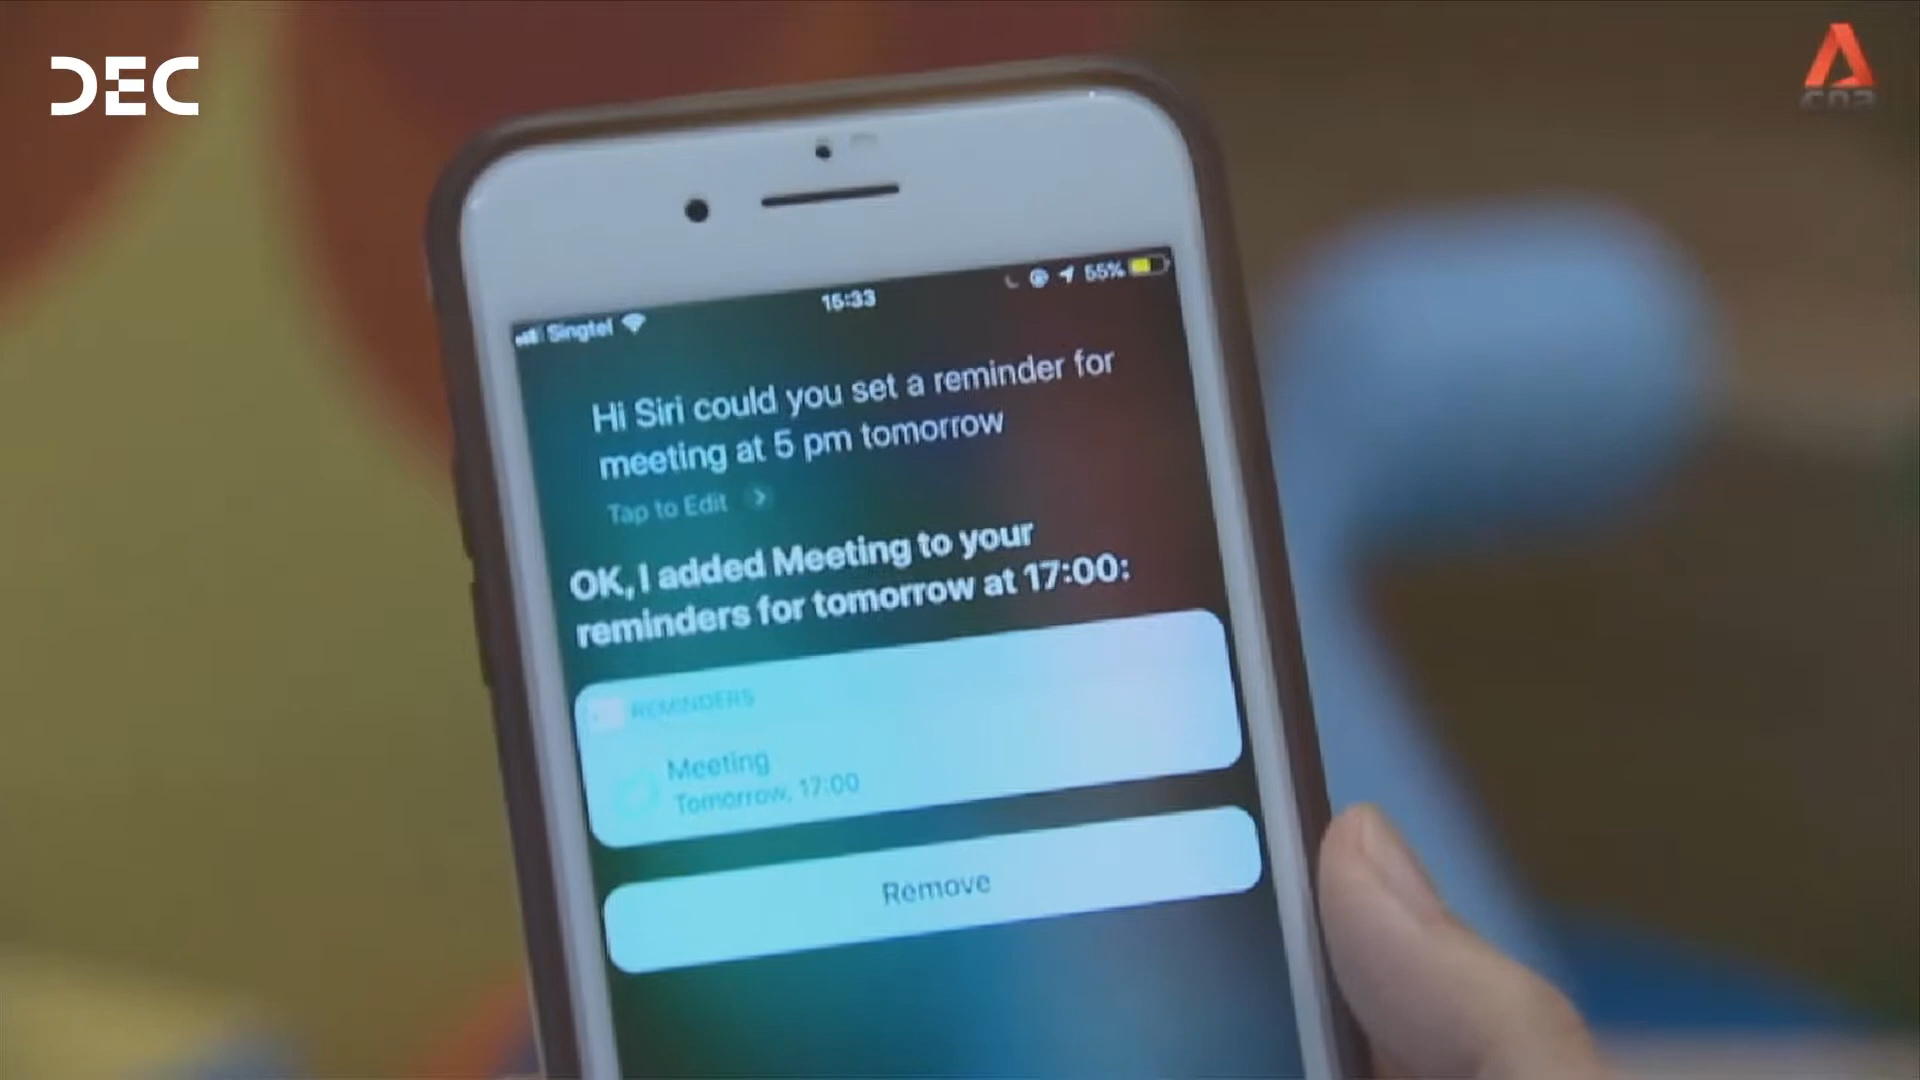 DEC
cna
Singtel
15:33
55%
Hi Siri could you set a reminder for
meeting at 5 pm tomorrow
Tap to Edit
OK, I added Meeting to your
reminders for tomorrow at 17:00:
REMINDERS
Meeting
Tomorrow, 17:00
Remove